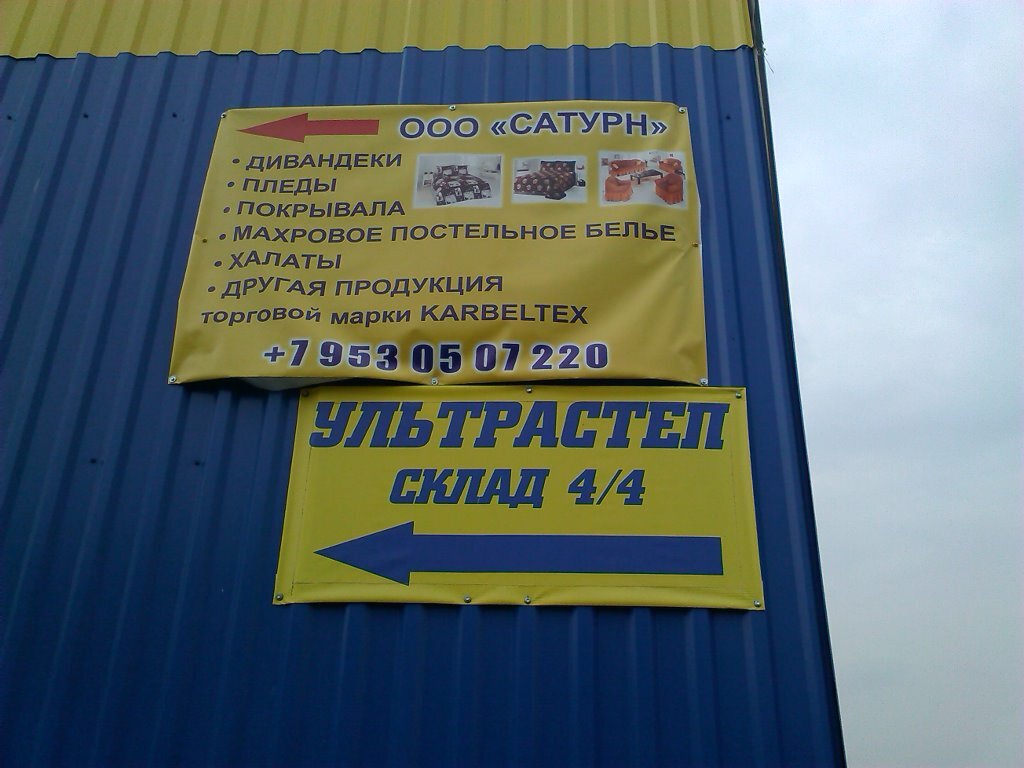 ООО «САТУРН»
• ДИВАНДЕКИ
• ПЛЕДЫ
• ПОКРЫВАЛА
• МАХРОВОЕ ПОСТЕЛЬНОЕ БЕЛЬЕ
• ХАЛАТЫ
• ДРУГАЯ ПРОДУКЦИЯ
торговой марки KARBELTEX
+7 953 05 07 220
УЛЬТРАСТЕП
СКЛАД 4/4